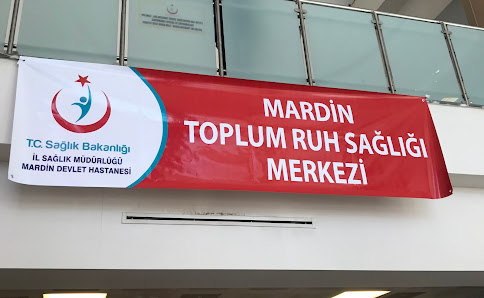 T.C. Sağlık Bakanlığı
İL SAĞLIK MÜDÜRLÜĞÜ
MARDİN DEVLET HASTANESİ
MARDİN
TOPLUM RUH SAĞLIĞI
MERKEZİ